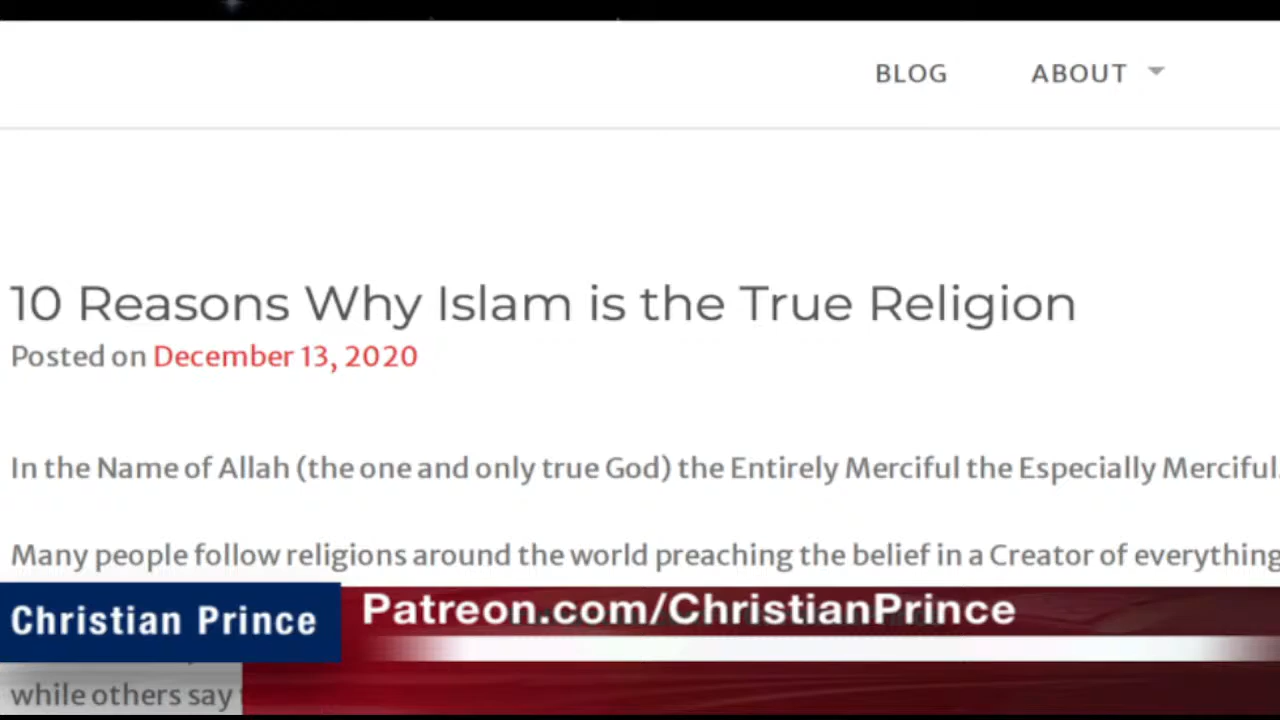 BLOG ABOUT
10 Reasons Why Islam is the True Religion
Posted on December 13, 2020
In the Name of Allah (the one and only true God) the Entirely Merciful the Especially Merciful.
Many people follow religions around the world preaching the belief in a Creator of everything
Christian Prince Patreon.com/ChristianPrince
while others say